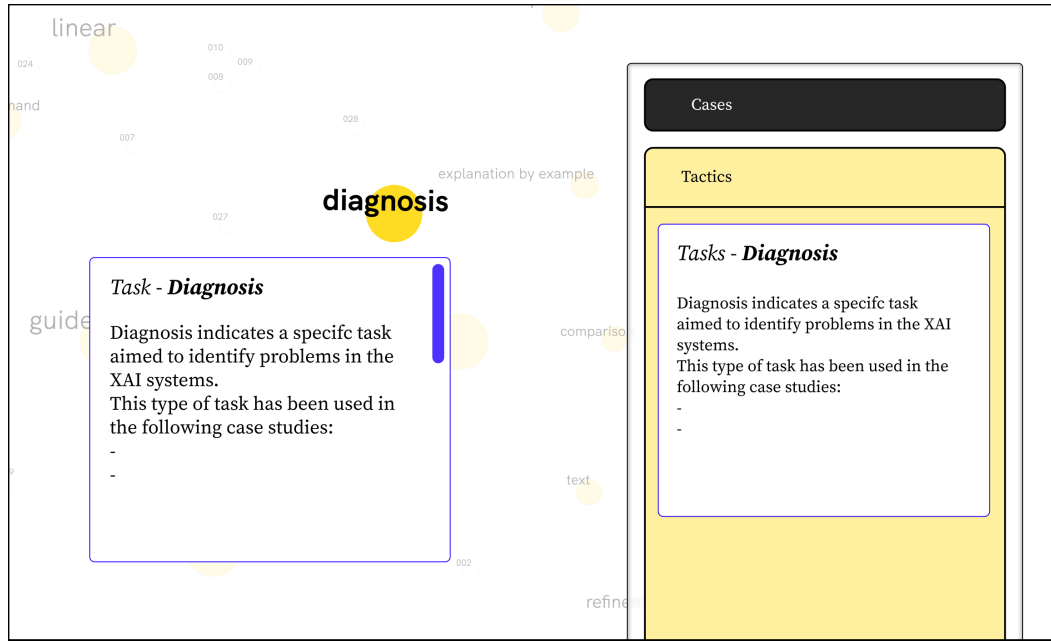 linear
010
009
024
008
hand
028
007
explanation by example
diagnosis
027
Task - Diagnosis
Diagnosis indicates a specifc task
aimed to identify problems in the
XAI systems.
This type of task has been used in
the following case studies:
-
-
guide
compariso
text
002
refine
Cases
Tactics
Tasks - Diagnosis
Diagnosis indicates a specifc task
aimed to identify problems in the XAI
systems.
This type of task has been used in the
following case studies:
-
-